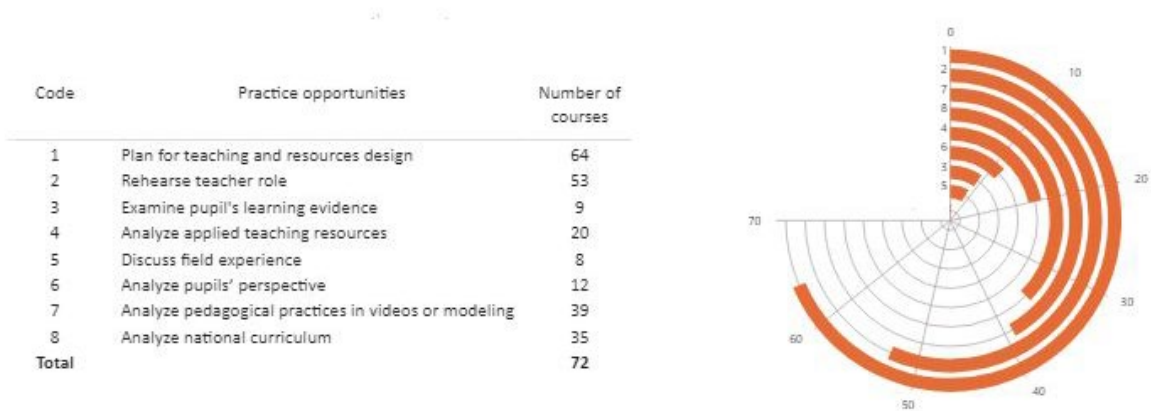 Code Practice opportunities Number of
courses
1 Plan for teaching and resources design 64
2 Rehearse teacher role 53
3 Examine pupil's learning evidence 9
4 Analyze applied teaching resources 20
5 Discuss field experience 8
6 Analyze pupils' perspective 12
7 Analyze pedagogical practices in videos or modeling 39
8 Analyze national curriculum 35
Total 72
0
1
2
7
8
4
6
3
5
10
20
30
40
50
60
70